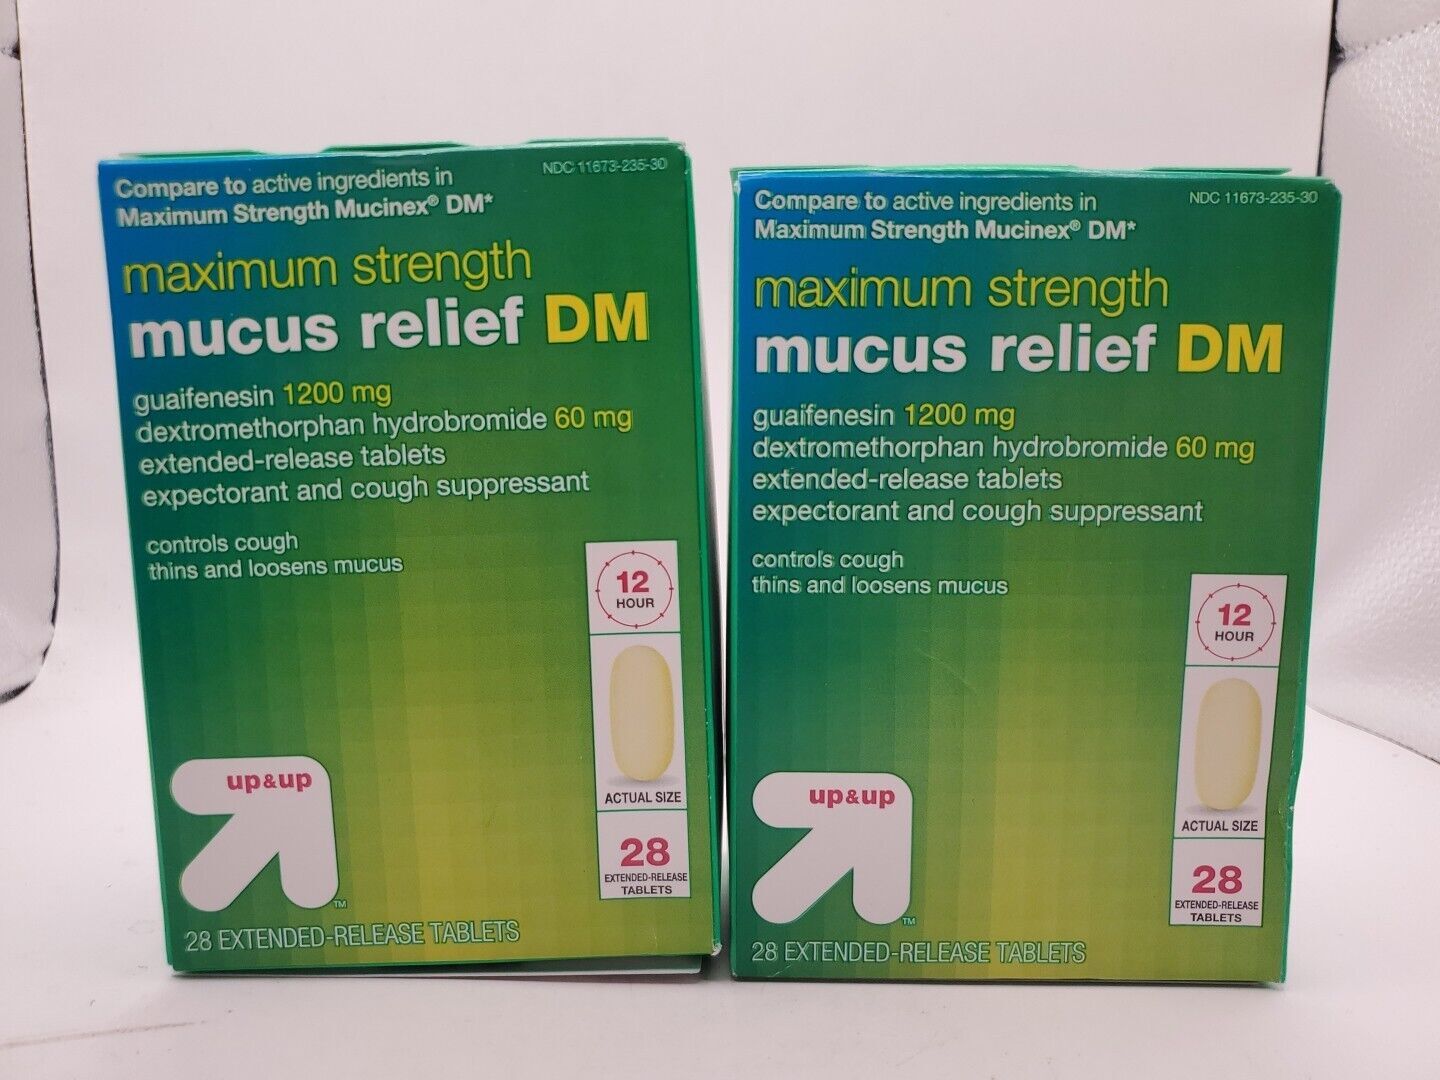 NDC 11673-235-30
Compare to active ingredients in
Maximum Strength Mucinex® DM*
maximum strength
mucus relief DM
guaifenesin 1200 mg
dextromethorphan hydrobromide 60 mg
extended-release tablets
expectorant and cough suppressant
controls cough
thins and loosens mucus
12
HOUR
ACTUAL SIZE
28
EXTENDED-RELEASE
TABLETS
up&up
TM
28 EXTENDED-RELEASE TABLETS
NDC 11673-235-30
Compare to active ingredients in
Maximum Strength Mucinex® DM*
maximum strength
mucus relief DM
guaifenesin 1200 mg
dextromethorphan hydrobromide 60 mg
extended-release tablets
expectorant and cough suppressant
controls cough
thins and loosens mucus
12
HOUR
ACTUAL SIZE
28
EXTENDED-RELEASE
TABLETS
up&up
TM
28 EXTENDED-RELEASE TABLETS